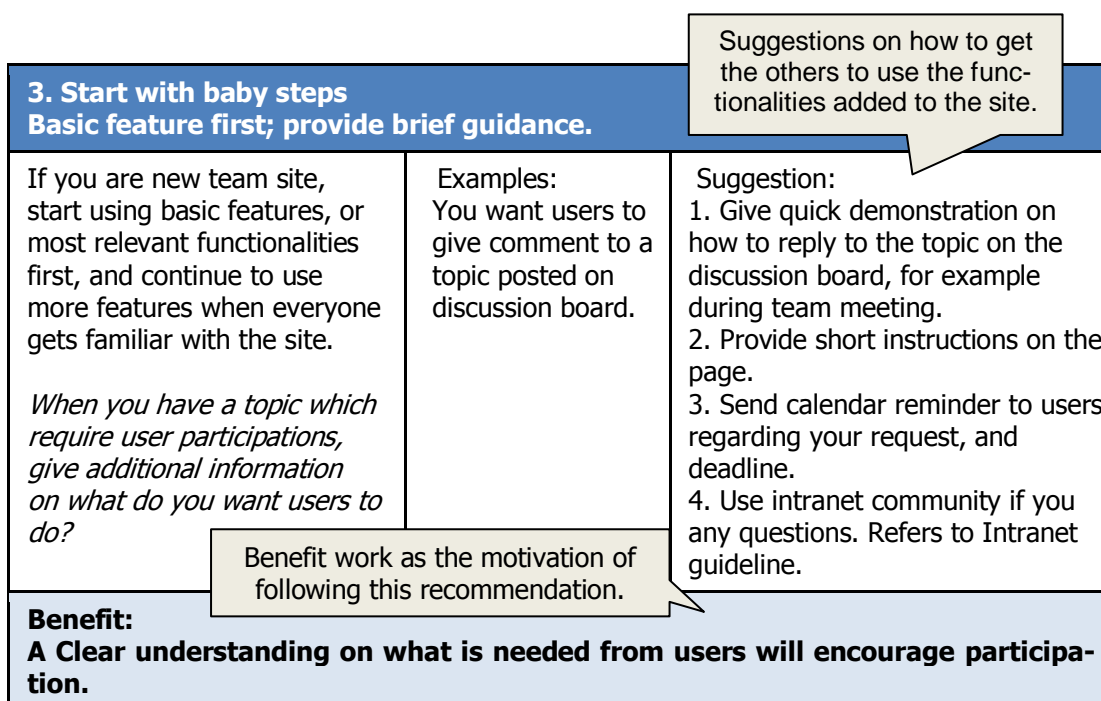 Suggestions on how to get
the others to use the func-
tionalities added to the site.
3. Start with baby steps
Basic feature first; provide brief guidance.
If you are new team site,
start using basic features, or
most relevant functionalities
first, and continue to use
more features when everyone
gets familiar with the site.
When you have a topic which
require user participations,
give additional information
on what do you want users to
do?
Examples:
You want users to
give comment to a
topic posted on
discussion board.
Suggestion:
1. Give quick demonstration on
how to reply to the topic on the
discussion board, for example
during team meeting.
2. Provide short instructions on the
page.
3. Send calendar reminder to users
regarding your request, and
deadline.
4. Use intranet community if you
any questions. Refers to Intranet
guideline.
Benefit work as the motivation of
following this recommendation.
Benefit:
A Clear understanding on what is needed from users will encourage participa-
tion.